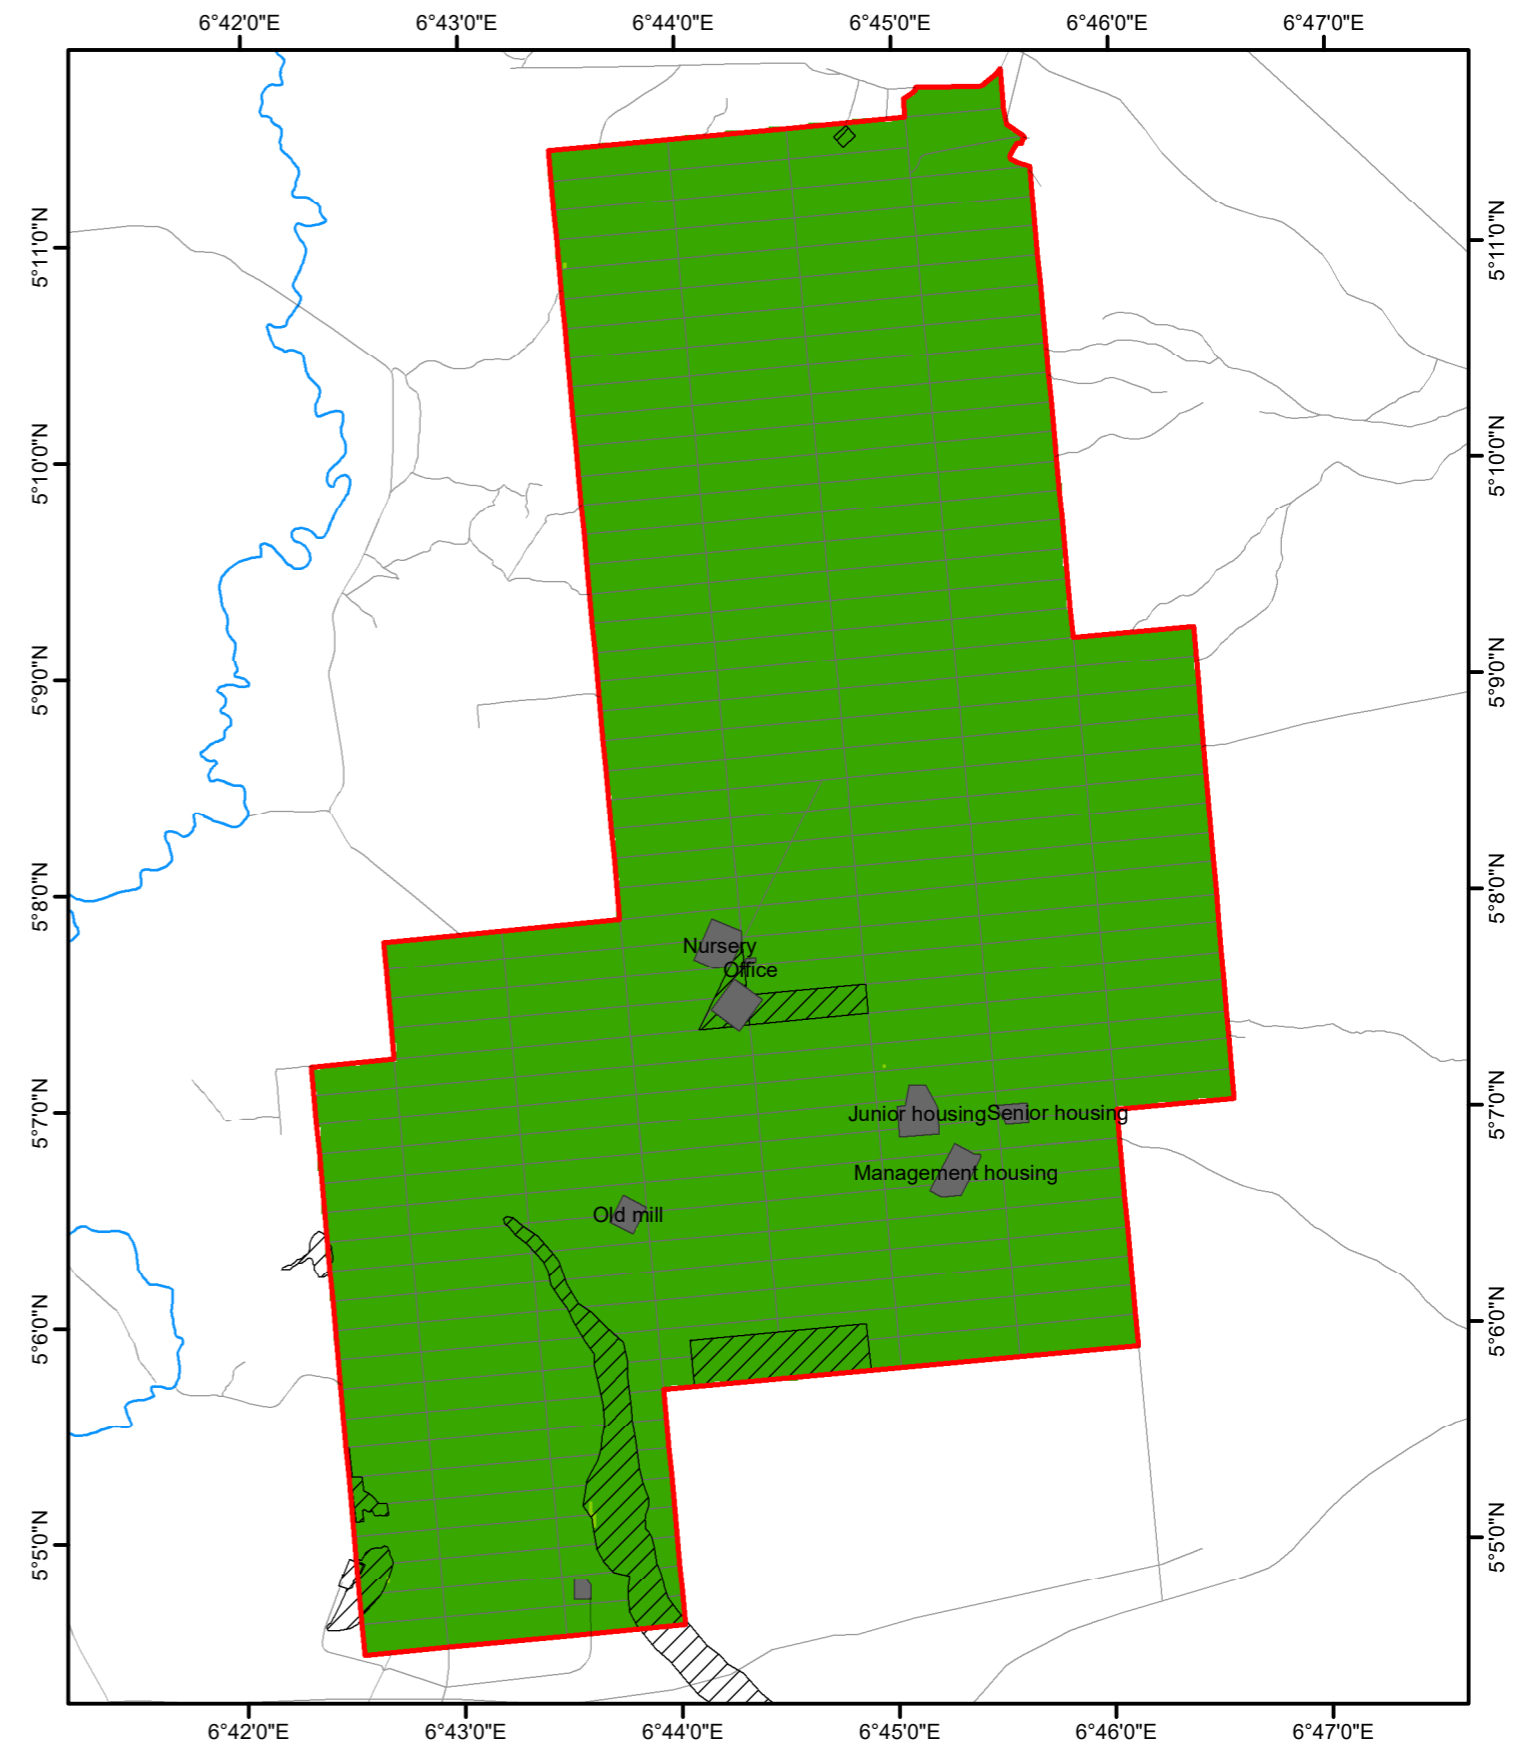 6°42'0"E 6°43'0"E 6°44'0"E 6°45'0"E 6°46'0"E 6°47'0"E
5°11'0"N 5°11'0"N
5°10'0"N 5°10'0"N
5°9'0"N 5°9'0"N
5°8'0"N 5°8'0"N
Nursery
Office
5°7'0"N 5°7'0"N
Junior housing Senior housing
Management housing
Old mill
5°6'0"N 5°6'0"N
5°5'0"N 5°5'0"N
6°42'0"E 6°43'0"E 6°44'0"E 6°45'0"E 6°46'0"E 6°47'0"E